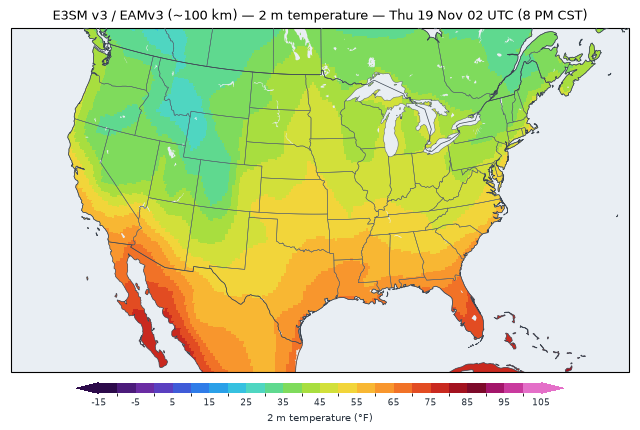 E3SM v3 / EAMv3 (~100 km) — 2 m temperature — Thu 19 Nov 02 UTC (8 PM CST)
-15 -5 5 15 25 35 45 55 65 75 85 95 105
2 m temperature (°F)